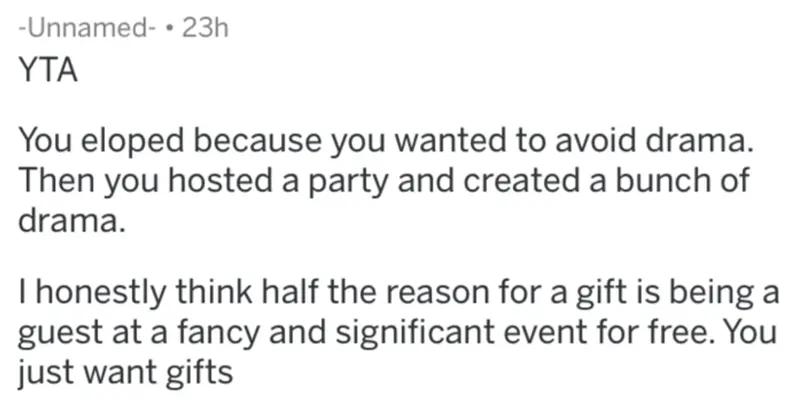 -Unnamed- • 23h
YTA
You eloped because you wanted to avoid drama.
Then you hosted a party and created a bunch of
drama.
I honestly think half the reason for a gift is being a
guest at a fancy and significant event for free. You
just want gifts